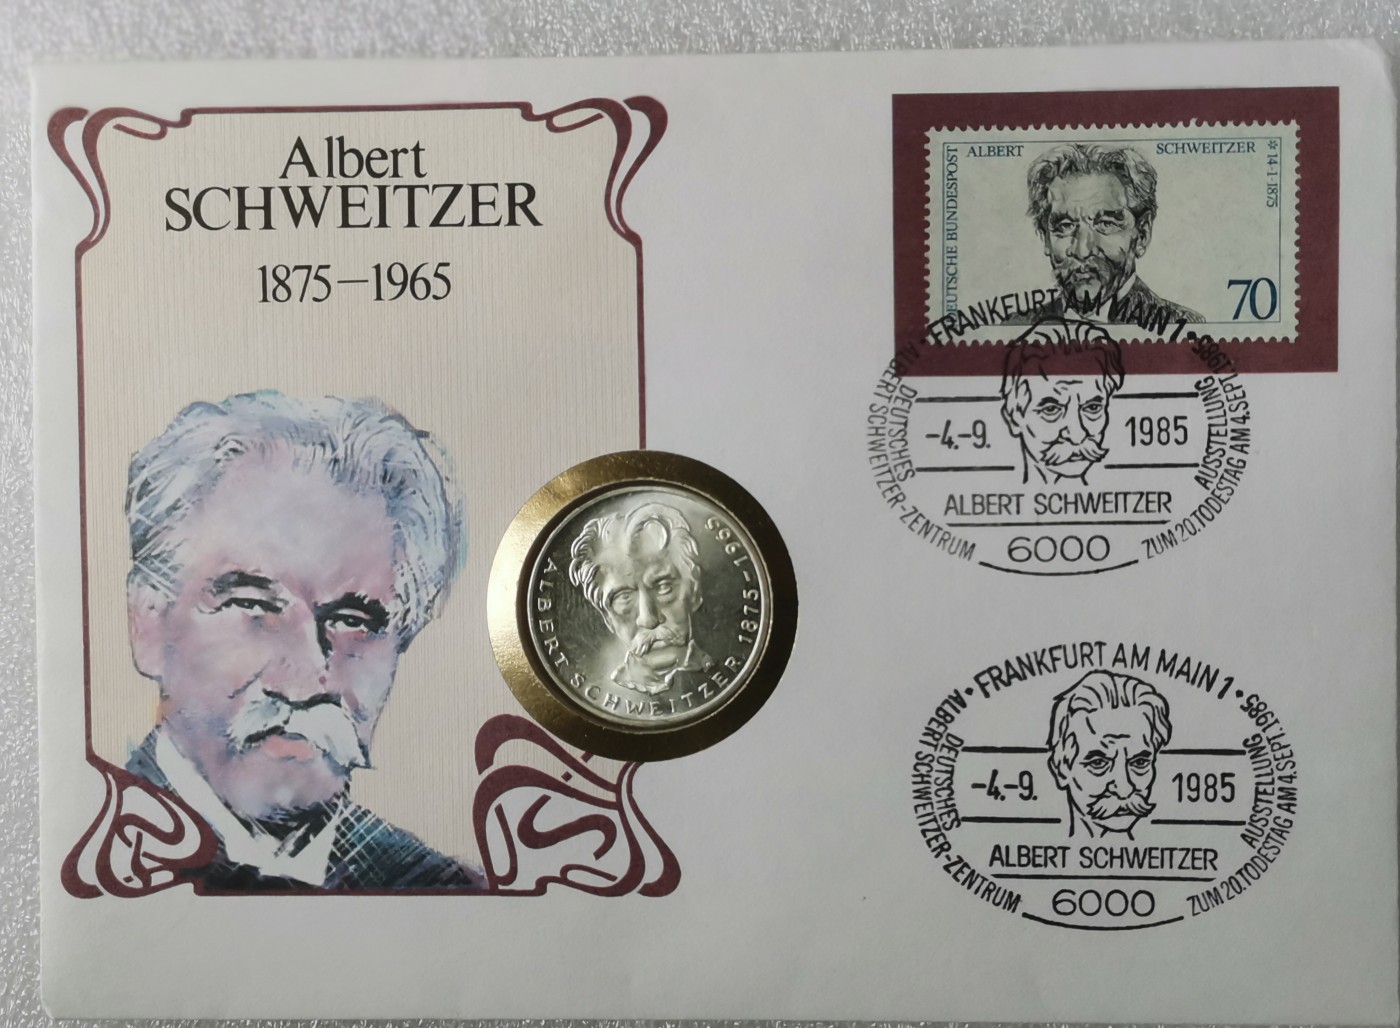 Albert
SCHWEITZER
1875–1965
ALBERT SCHWEITZER 1875-1965
DEUTSCHE BUNDESPOST
ALBERT SCHWEITZER
*14·1·1875
70
• FRANKFURT AM MAIN 1 •
DEUTSCHES
ALBERT SCHWEITZER-ZENTRUM
-4.-9. 1985
AUSSTELLUNG
ZUM 20. TODESTAG AM 4. SEPT. 1985
ALBERT SCHWEITZER
6000
• FRANKFURT AM MAIN 1 •
DEUTSCHES
ALBERT SCHWEITZER-ZENTRUM
-4.-9. 1985
AUSSTELLUNG
ZUM 20. TODESTAG AM 4. SEPT. 1985
ALBERT SCHWEITZER
6000